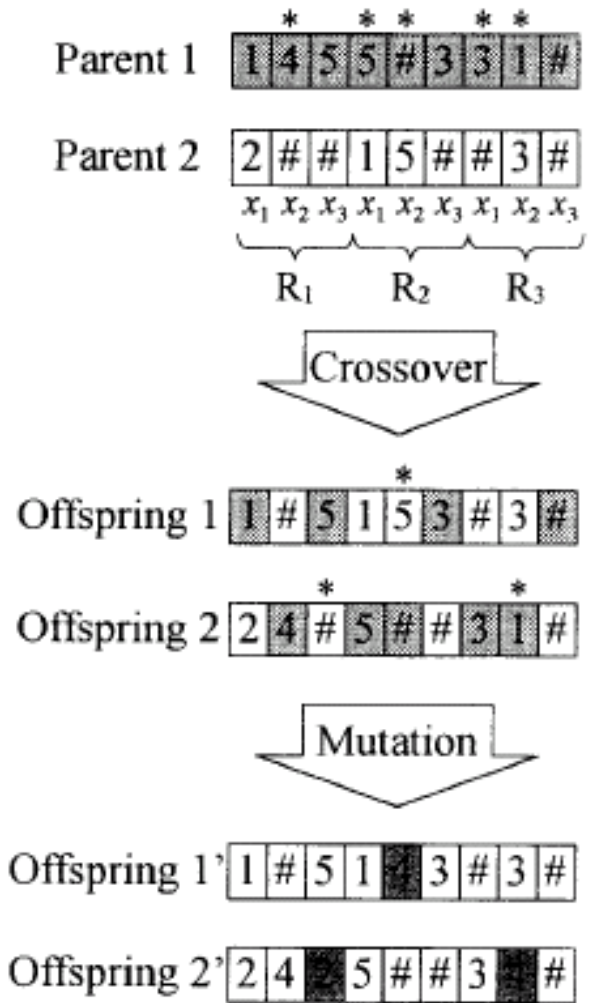 * * * * *
Parent 1 1 4 5 5 # 3 3 1 #
Parent 2 2 # # 1 5 # # 3 #
x1 x2 x3 x1 x2 x3 x1 x2 x3
R1 R2 R3
Crossover
*
Offspring 1 1 # 5 1 5 3 # 3 #
* *
Offspring 2 2 4 # 5 # # 3 1 #
Mutation
Offspring 1' 1 # 5 1 4 3 # 3 #
Offspring 2' 2 4 2 5 # # 3 #